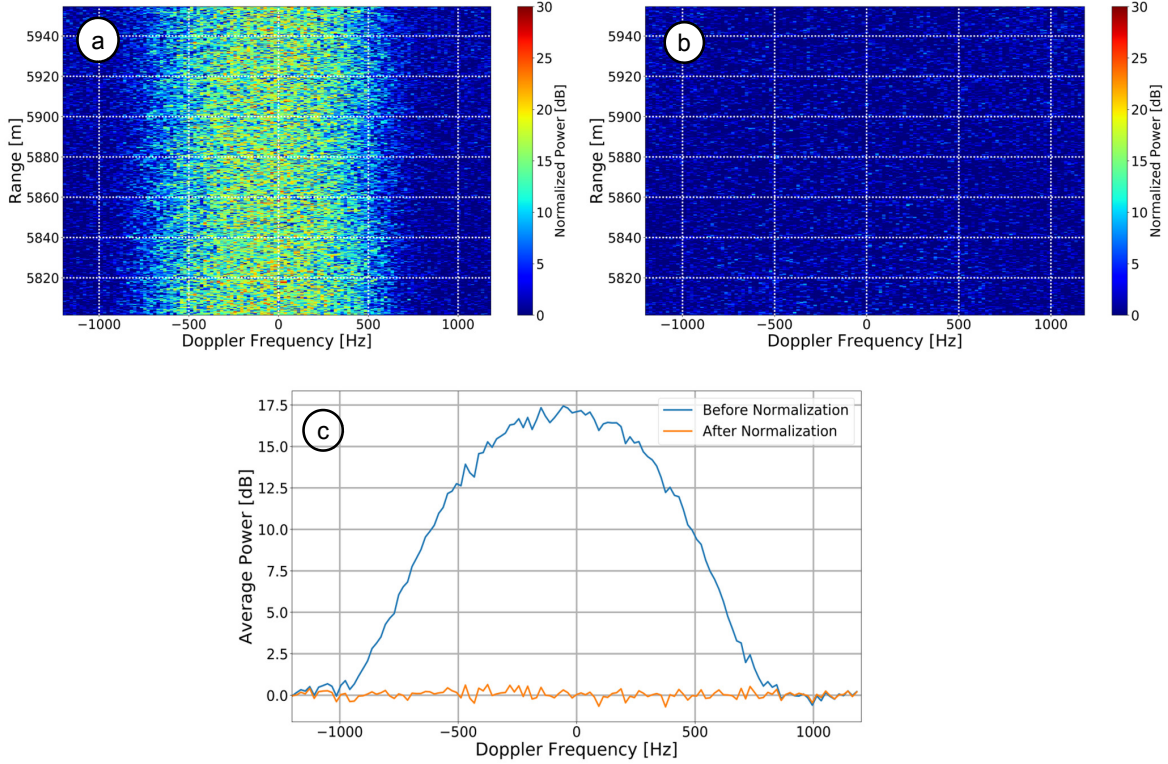 a
5940
5920
5900
5880
5860
5840
5820
Range [m]
−1000 −500 0 500 1000
Doppler Frequency [Hz]
30
25
20
15
10
5
0
Normalized Power [dB]
b
5940
5920
5900
5880
5860
5840
5820
Range [m]
−1000 −500 0 500 1000
Doppler Frequency [Hz]
30
25
20
15
10
5
0
Normalized Power [dB]
c
17.5
15.0
12.5
10.0
7.5
5.0
2.5
0.0
Average Power [dB]
Before Normalization
After Normalization
−1000 −500 0 500 1000
Doppler Frequency [Hz]